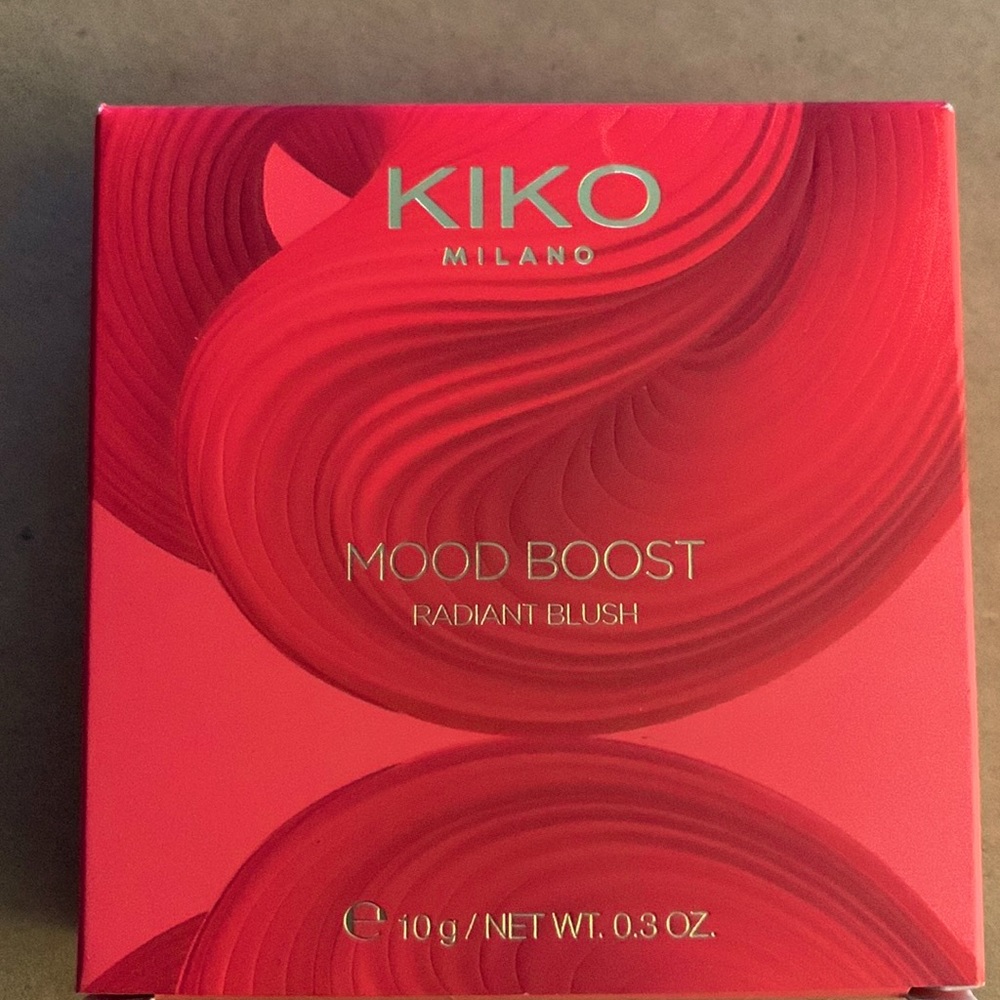 KIKO
MILANO
MOOD BOOST
RADIANT BLUSH
℮ 10 g / NET WT. 0.3 OZ.